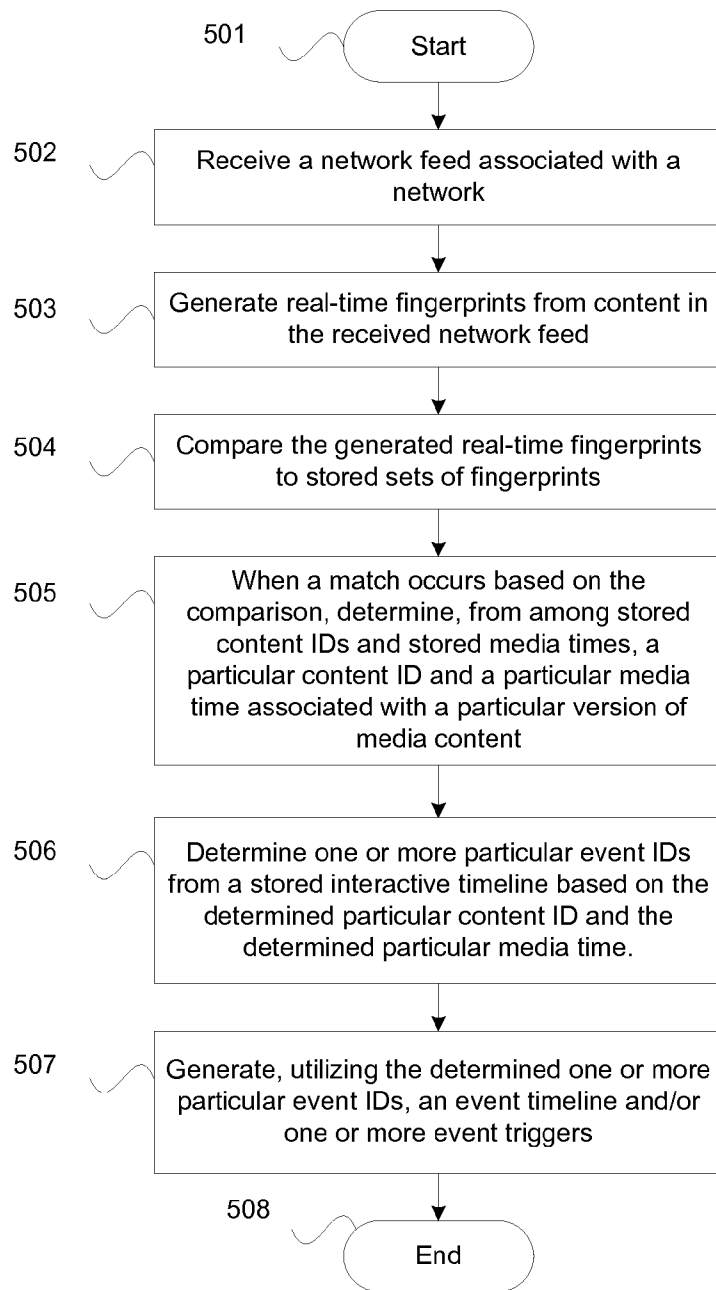 501
Start
502
Receive a network feed associated with a
network
503
Generate real-time fingerprints from content in
the received network feed
504
Compare the generated real-time fingerprints
to stored sets of fingerprints
505
When a match occurs based on the
comparison, determine, from among stored
content IDs and stored media times, a
particular content ID and a particular media
time associated with a particular version of
media content
506
Determine one or more particular event IDs
from a stored interactive timeline based on the
determined particular content ID and the
determined particular media time.
507
Generate, utilizing the determined one or more
particular event IDs, an event timeline and/or
one or more event triggers
508
End